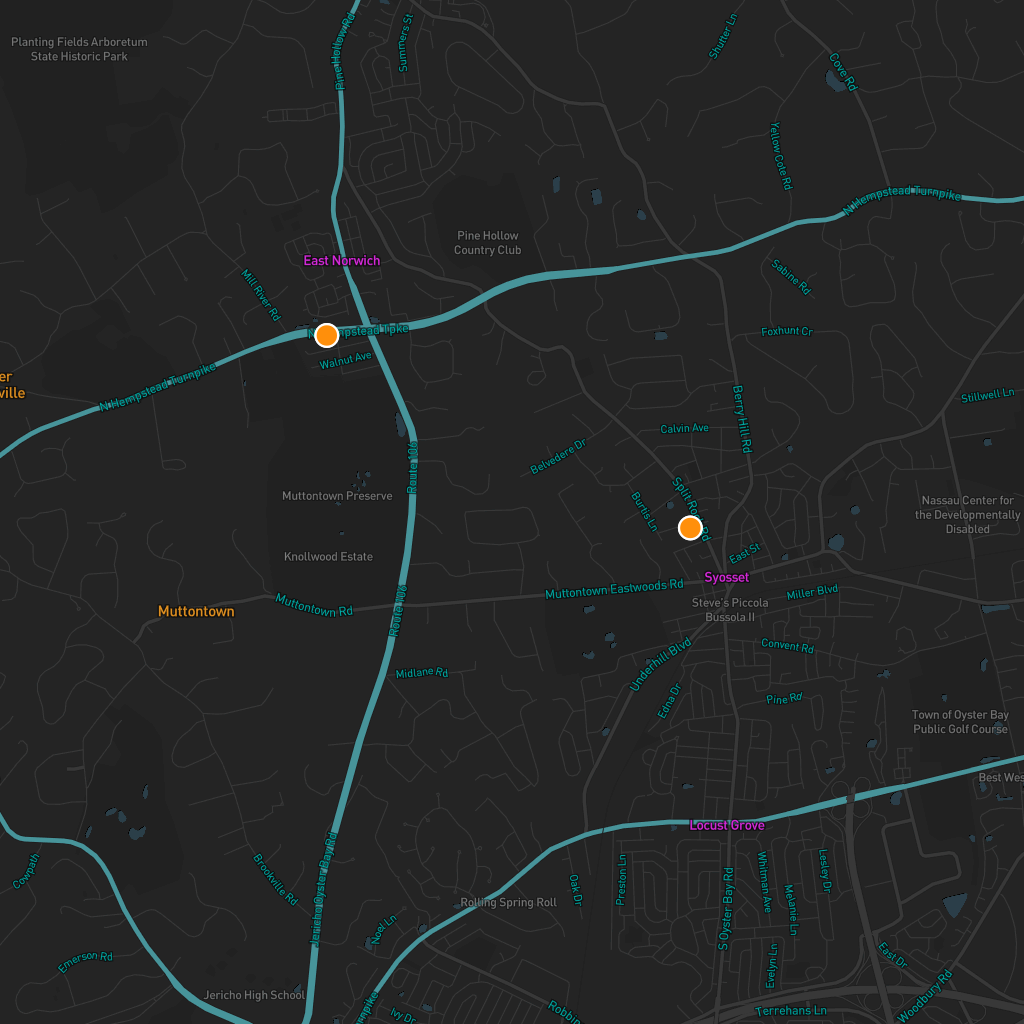 Plain Hollow Rd
Summers St
Shutter Ln
Planting Fields Arboretum
State Historic Park
Cove Rd
Yellow Cote Rd
N Hempstead Turnpike
Pine Hollow
Country Club
East Norwich
Mill River Rd
Sabine Rd
N Hempstead Tpke
Foxhunt Cr
Walnut Ave
er
ville
N Hempstead Turnpike
Stillwell Ln
Berry Hill Rd
Calvin Ave
Belvedere Dr
Route 106
Muttontown Preserve
Split Rock Rd
Burtis Ln
Nassau Center for
the Developmentally
Disabled
Knollwood Estate
East St
Syosset
Muttontown Eastwoods Rd
Miller Blvd
Steve's Piccola
Bussola II
Muttontown
Muttontown Rd
Route 106
Convent Rd
Underhill Blvd
Midlane Rd
Edna Dr
Pine Rd
Town of Oyster Bay
Public Golf Course
Best Wes
Locust Grove
Cowpath
Brookville Rd
Jericho Oyster Bay Rd
Oak Dr
Preston Ln
S Oyster Bay Rd
Whitman Ave
Lesley Dr
Melanie Ln
Rolling Spring Roll
Noel Ln
Emerson Rd
Evelyn Ln
East Dr
Jericho High School
npike
Ivy Dr
Robbin
Terrehans Ln
Woodbury Rd